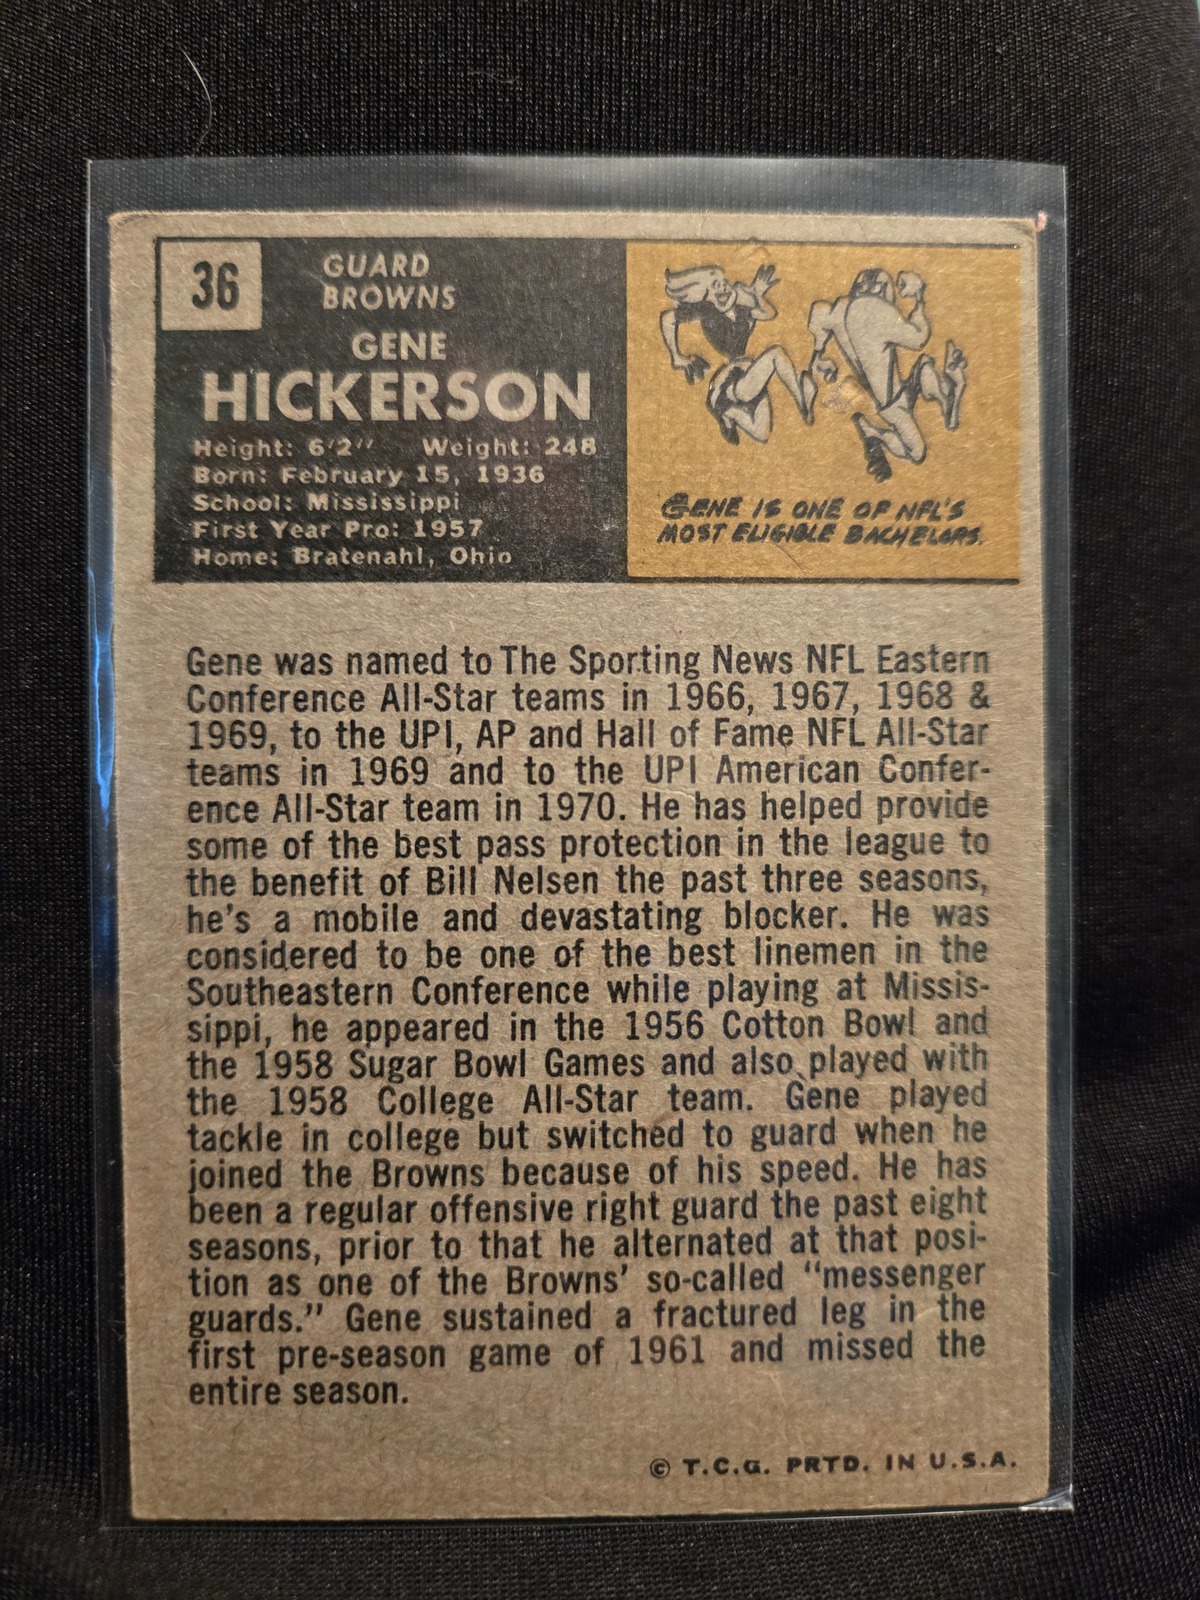 36
GUARD
BROWNS
GENE
HICKERSON
Height: 6'2" Weight: 248
Born: February 15, 1936
School: Mississippi
First Year Pro: 1957
Home: Bratenahl, Ohio
GENE IS ONE OF NFL'S
MOST ELIGIBLE BACHELORS.
Gene was named to The Sporting News NFL Eastern
Conference All-Star teams in 1966, 1967, 1968 &
1969, to the UPI, AP and Hall of Fame NFL All-Star
teams in 1969 and to the UPI American Confer-
ence All-Star team in 1970. He has helped provide
some of the best pass protection in the league to
the benefit of Bill Nelsen the past three seasons,
he's a mobile and devastating blocker. He was
considered to be one of the best linemen in the
Southeastern Conference while playing at Missis-
sippi, he appeared in the 1956 Cotton Bowl and
the 1958 Sugar Bowl Games and also played with
the 1958 College All-Star team. Gene played
tackle in college but switched to guard when he
joined the Browns because of his speed. He has
been a regular offensive right guard the past eight
seasons, prior to that he alternated at that posi-
tion as one of the Browns' so-called "messenger
guards." Gene sustained a fractured leg in the
first pre-season game of 1961 and missed the
entire season.
© T.C.G. PRTD. IN U.S.A.